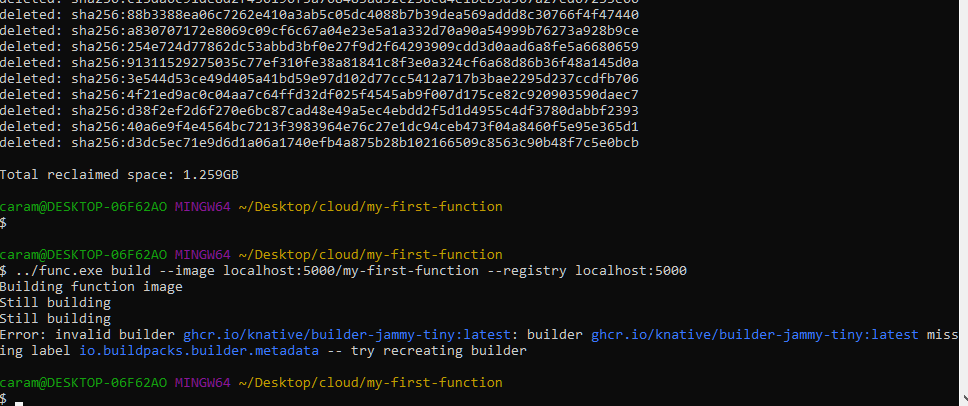 deleted: sha256:88b3388ea06c7262e410a3ab5c05dc4088b7b39dea569addd8c30766f4f47440
deleted: sha256:a830707172e8069c09cf6c67a04e23e5a1a332d70a90a54999b76273a928b9ce
deleted: sha256:254e724d77862dc53abbd3bf0e27f9d2f64293909cdd3d0aad6a8fe5a6680659
deleted: sha256:91311529275035c77ef310fe38a81841c8f3e0a324cf6a68d86b36f48a145d0a
deleted: sha256:3e544d53ce49d405a41bd59e97d102d77cc5412a717b3bae2295d237ccdfb706
deleted: sha256:4f21ed9ac0c04aa7c64ffd32df025f4545ab9f007d175ce82c920903590daec7
deleted: sha256:d38f2ef2d6f270e6bc87cad48e49a5ec4ebdd2f5d1d4955c4df3780dabbf2393
deleted: sha256:40a6e9f4e4564bc7213f3983964e76c27e1dc94ceb473f04a8460f5e95e365d1
deleted: sha256:d3dc5ec71e9d6d1a06a1740efb4a875b28b102166509c8563c90b48f7c5e0bcb
Total reclaimed space: 1.259GB
caram@DESKTOP-06F62AO MINGW64 ~/Desktop/cloud/my-first-function
$
caram@DESKTOP-06F62AO MINGW64 ~/Desktop/cloud/my-first-function
$ ../func.exe build --image localhost:5000/my-first-function --registry localhost:5000
Building function image
Still building
Still building
Error: invalid builder ghcr.io/knative/builder-jammy-tiny:latest: builder ghcr.io/knative/builder-jammy-tiny:latest miss
ing label io.buildpacks.builder.metadata -- try recreating builder
caram@DESKTOP-06F62AO MINGW64 ~/Desktop/cloud/my-first-function
$